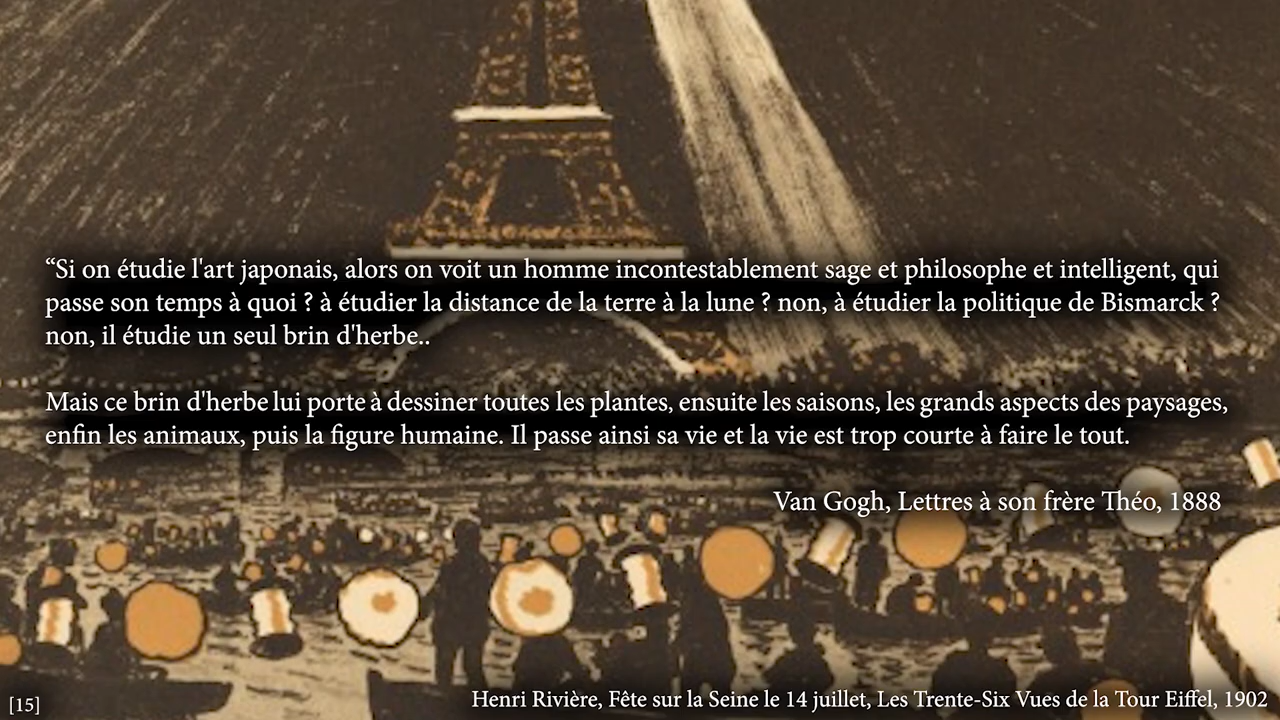 “Si on étudie l'art japonais, alors on voit un homme incontestablement sage et philosophe et intelligent, qui
passe son temps à quoi ? à étudier la distance de la terre à la lune ? non, à étudier la politique de Bismarck ?
non, il étudie un seul brin d'herbe..
Mais ce brin d'herbe lui porte à dessiner toutes les plantes, ensuite les saisons, les grands aspects des paysages,
enfin les animaux, puis la figure humaine. Il passe ainsi sa vie et la vie est trop courte à faire le tout.
Van Gogh, Lettres à son frère Théo, 1888
[15]
Henri Rivière, Fête sur la Seine le 14 juillet, Les Trente-Six Vues de la Tour Eiffel, 1902